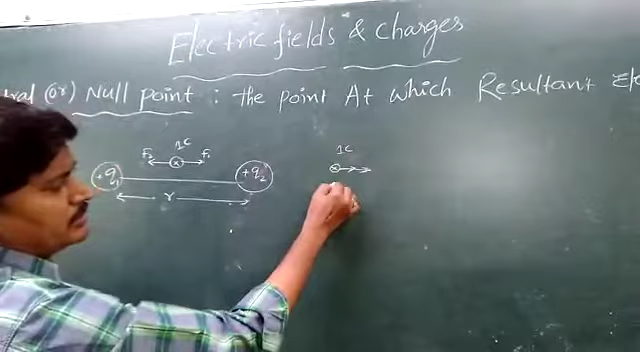 Electric fields & charges
(or) Null point : the point At which Resultant
1C 1C
F₂ F₁
+q₁ +q₂
r